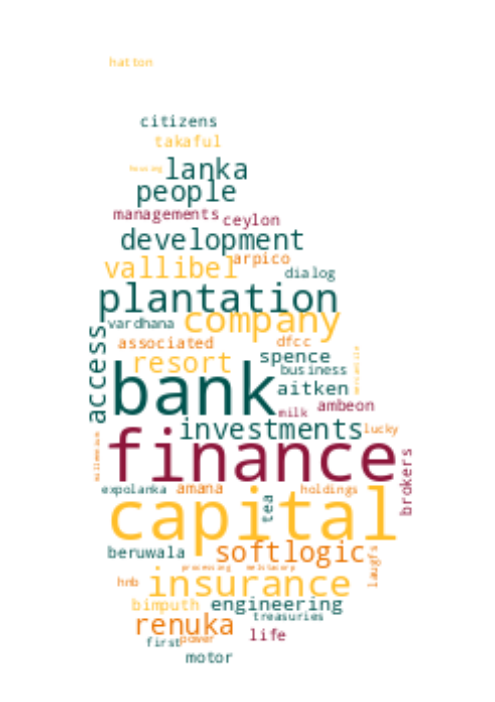 hatton
citizens
takaful
housing
lanka
people
managements
ceylon
development
arpico
vallibel
dialog
plantation
company
vardhana
access
associated
dfcc
resort
spence
business
bank
aitken
milk
ambeon
investments
lucky
finance
brokers
expolanka
amana
holdings
capital
tea
beruwala
softlogic
laugfs
processing
hnb
insurance
bimputh
engineering
treasuries
renuka
life
first
power
motor